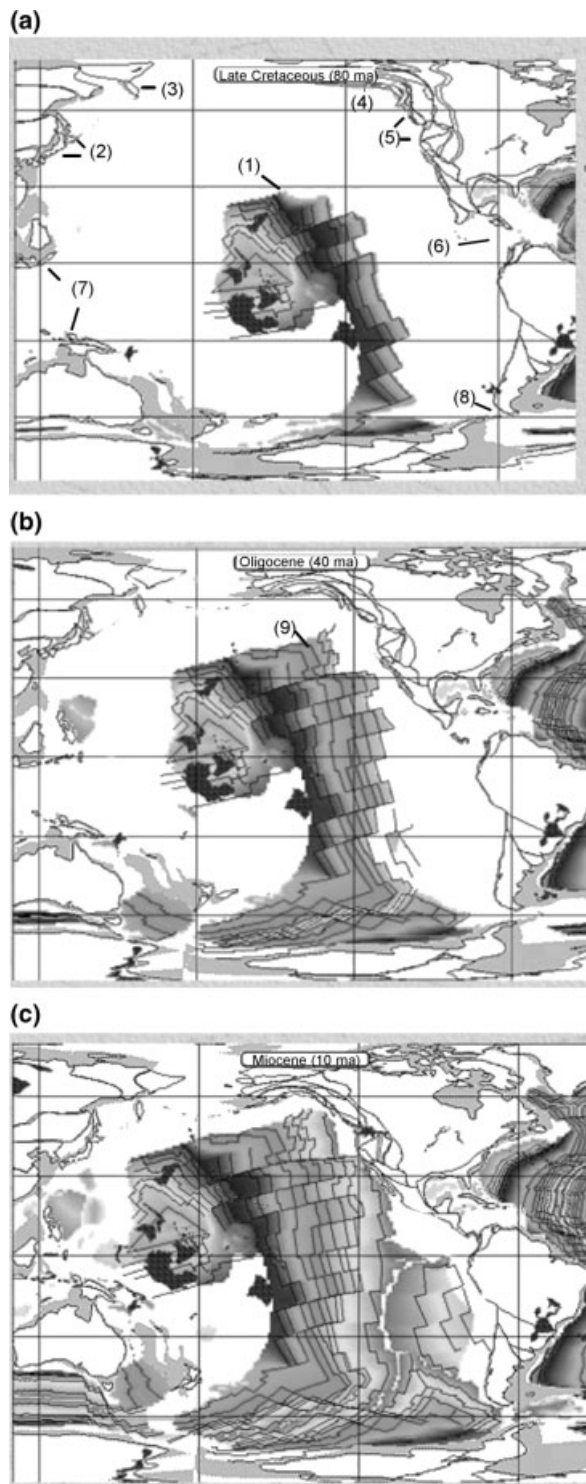 (a)
Late Cretaceous (80 ma)
(3)
(4)
(5)
(2)
(1)
(6)
(7)
(8)
(b)
Oligocene (40 ma)
(9)
(c)
Miocene (10 ma)